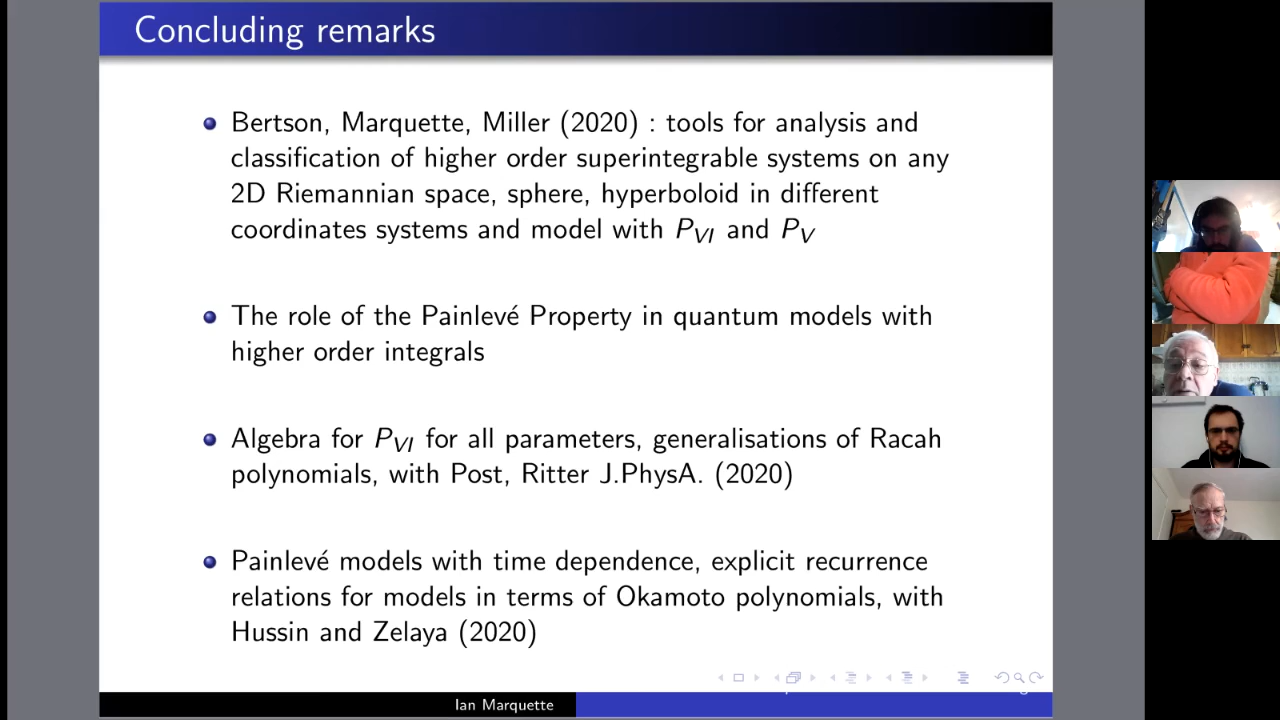 Concluding remarks
Bertson, Marquette, Miller (2020) : tools for analysis and
classification of higher order superintegrable systems on any
2D Riemannian space, sphere, hyperboloid in different
coordinates systems and model with P_VI and P_V
The role of the Painlevé Property in quantum models with
higher order integrals
Algebra for P_VI for all parameters, generalisations of Racah
polynomials, with Post, Ritter J.PhysA. (2020)
Painlevé models with time dependence, explicit recurrence
relations for models in terms of Okamoto polynomials, with
Hussin and Zelaya (2020)
Ian Marquette